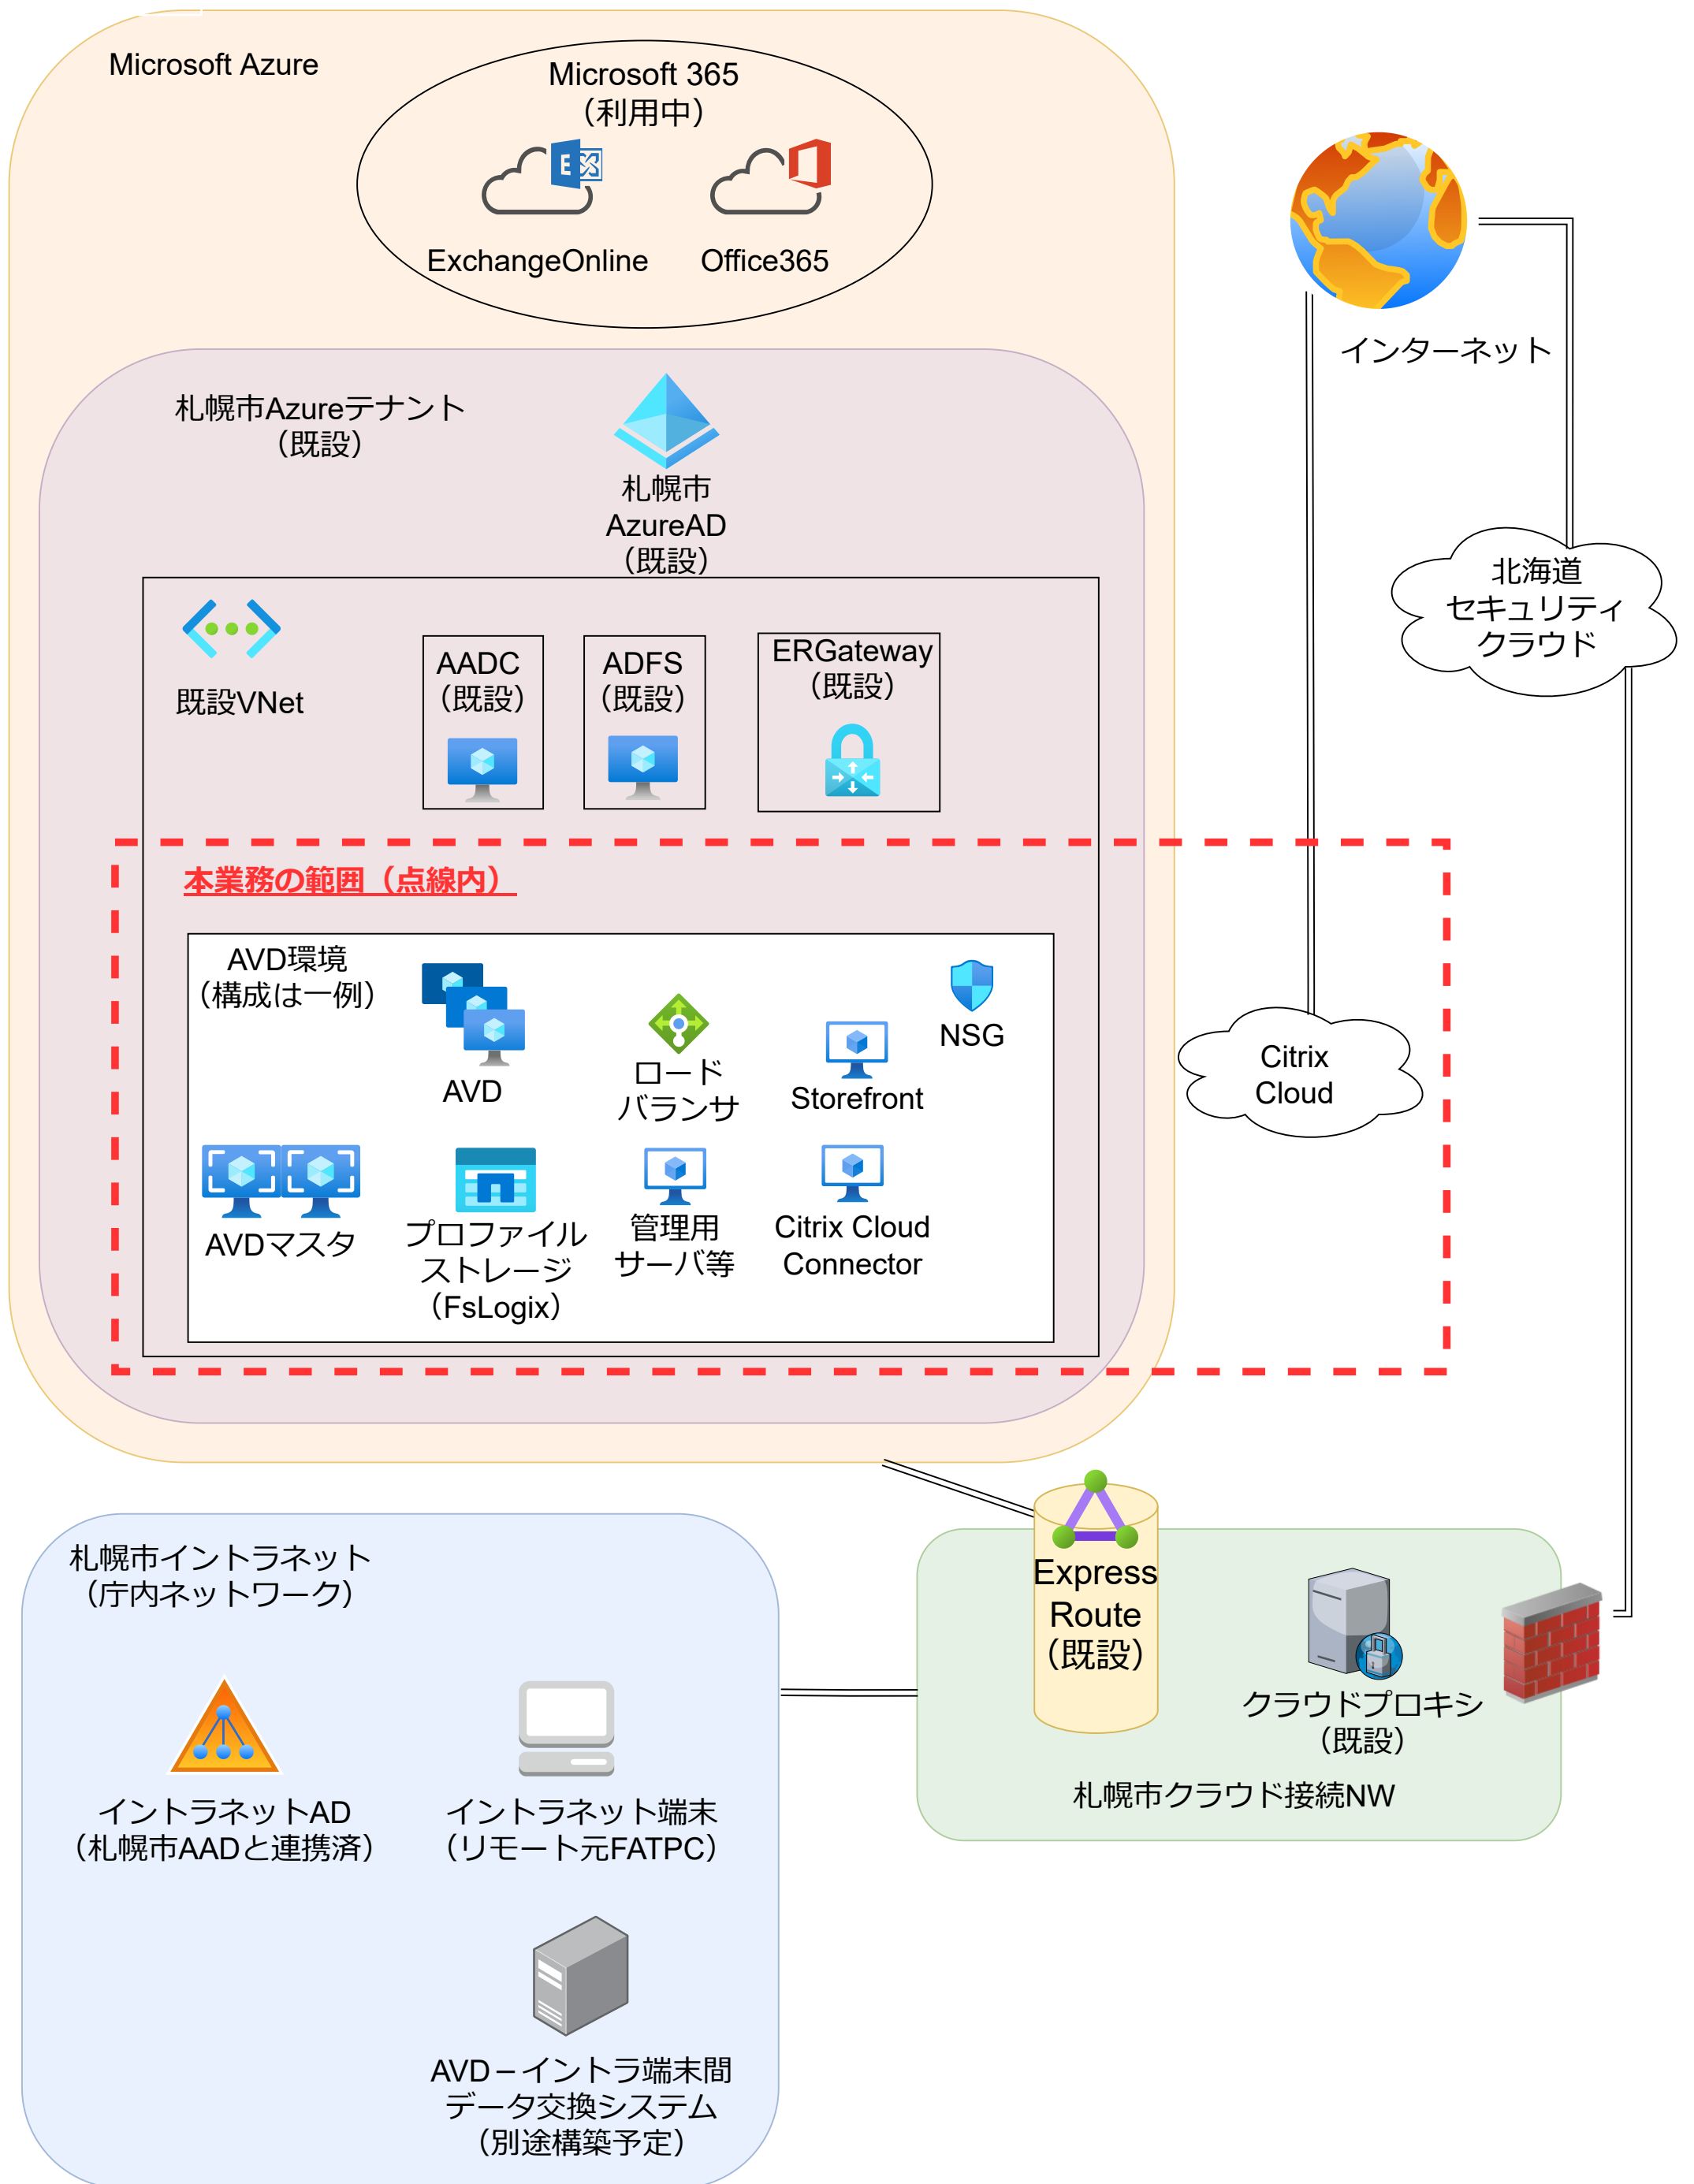 Microsoft Azure
Microsoft 365
（利用中）
ExchangeOnline
Office365
インターネット
札幌市Azureテナント
（既設）
札幌市
AzureAD
（既設）
北海道
セキュリティ
クラウド
既設VNet
AADC
（既設）
ADFS
（既設）
ERGateway
（既設）
本業務の範囲（点線内）
AVD環境
（構成は一例）
AVD
ロード
バランサ
Storefront
NSG
Citrix
Cloud
AVDマスタ
プロファイル
ストレージ
（FsLogix）
管理用
サーバ等
Citrix Cloud
Connector
札幌市イントラネット
（庁内ネットワーク）
Express
Route
（既設）
クラウドプロキシ
（既設）
札幌市クラウド接続NW
イントラネットAD
（札幌市AADと連携済）
イントラネット端末
（リモート元FATPC）
AVD－イントラ端末間
データ交換システム
（別途構築予定）